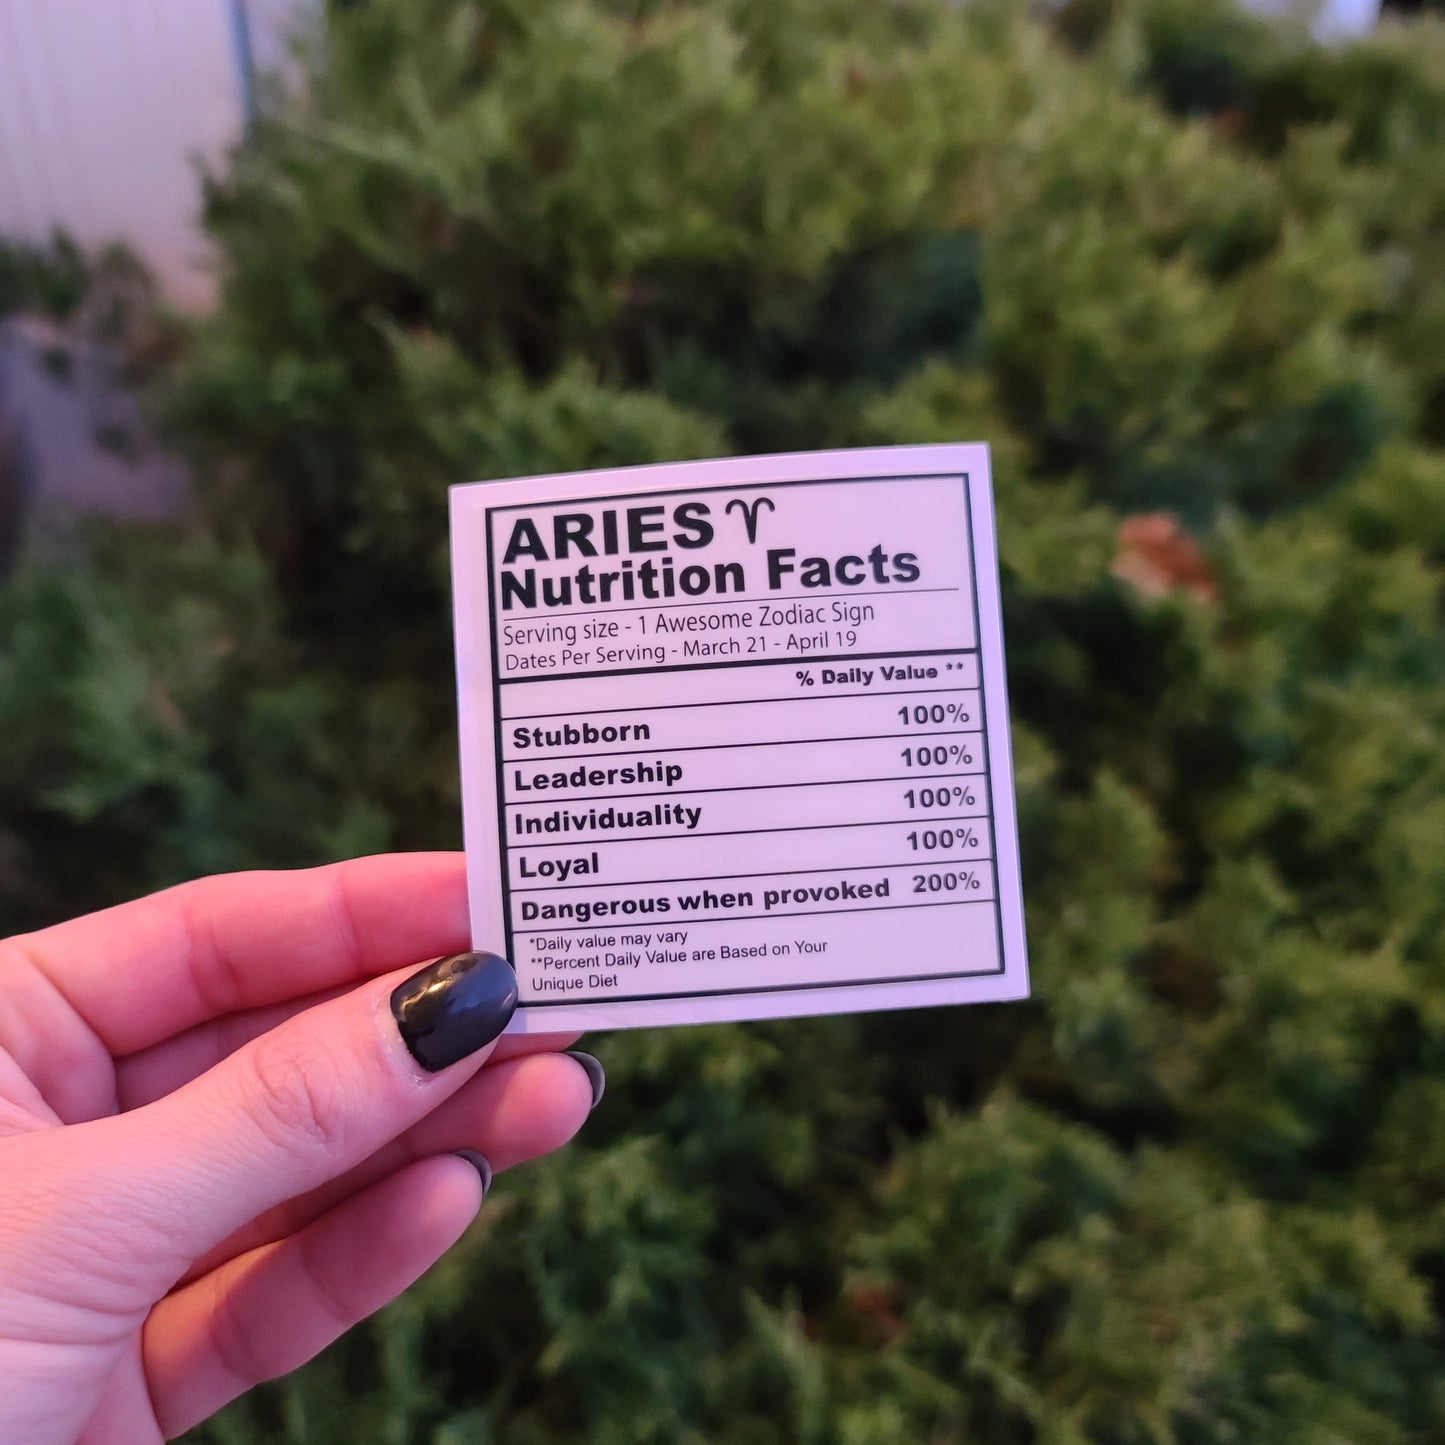 ARIES ♈︎
Nutrition Facts
Serving size - 1 Awesome Zodiac Sign
Dates Per Serving - March 21 - April 19
% Daily Value **
Stubborn 100%
Leadership 100%
Individuality 100%
Loyal 100%
Dangerous when provoked 200%
*Daily value may vary
**Percent Daily Value are Based on Your
Unique Diet